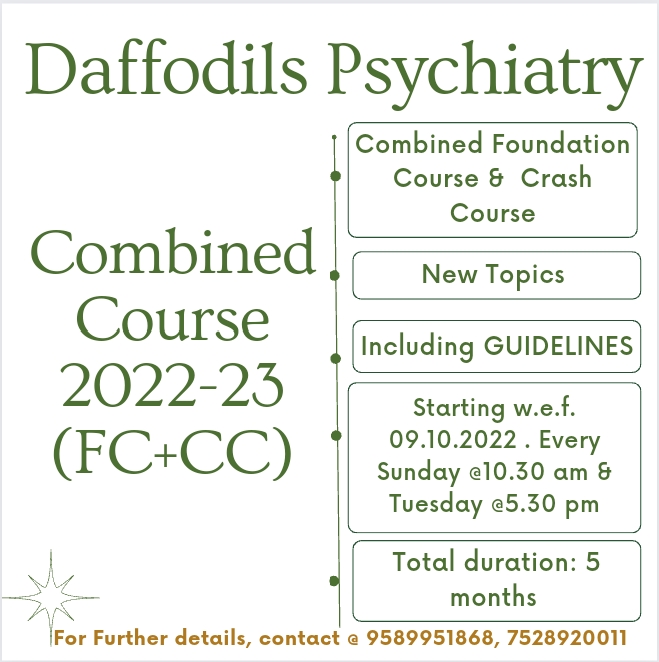 Daffodils Psychiatry
Combined
Course
2022-23
(FC+CC)
Combined Foundation
Course & Crash
Course
New Topics
Including GUIDELINES
Starting w.e.f.
09.10.2022 . Every
Sunday @10.30 am &
Tuesday @5.30 pm
Total duration: 5
months
For Further details, contact @ 9589951868, 7528920011